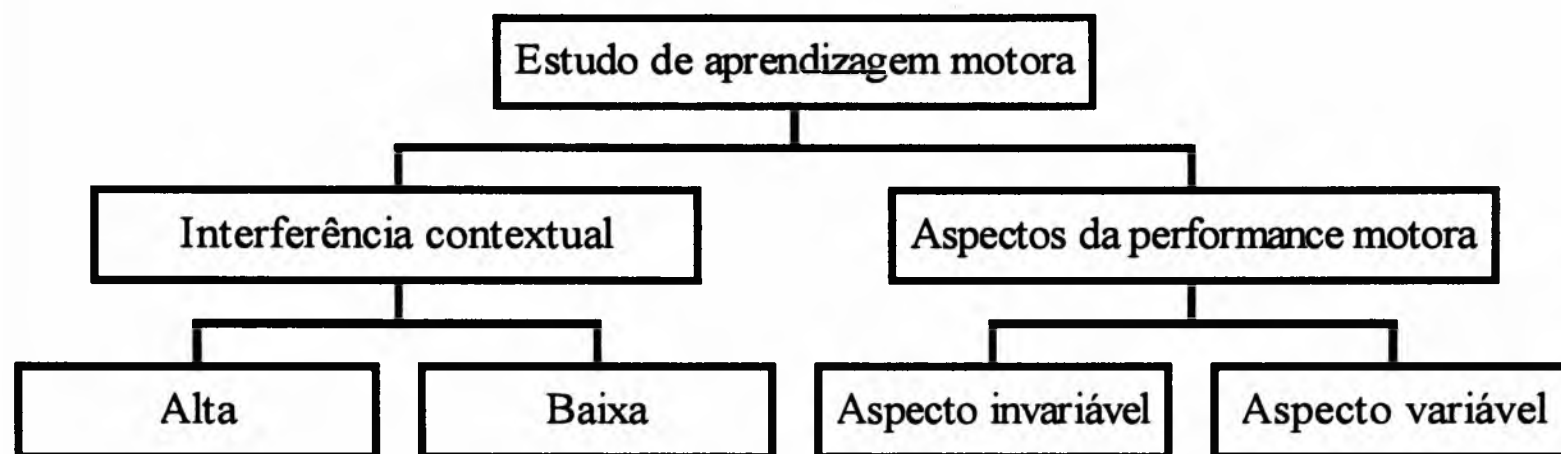 Estudo de aprendizagem motora
Interferência contextual
Aspectos da performance motora
Alta
Baixa
Aspecto invariável
Aspecto variável